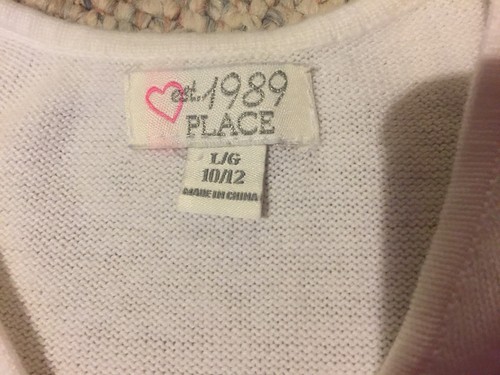 est. 1989
PLACE
L/G
10/12
MADE IN CHINA